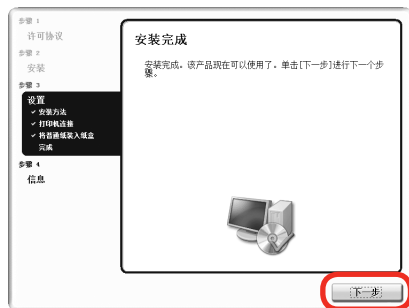 步骤 1
许可协议
步骤 2
安装
步骤 3
设置
✓ 安装方法
✓ 打印机连接
✓ 将普通纸装入纸盒
完成
步骤 4
信息
安装完成
安装完成。该产品现在可以使用了。单击[下一步]进行下一个步
骤。
下一步